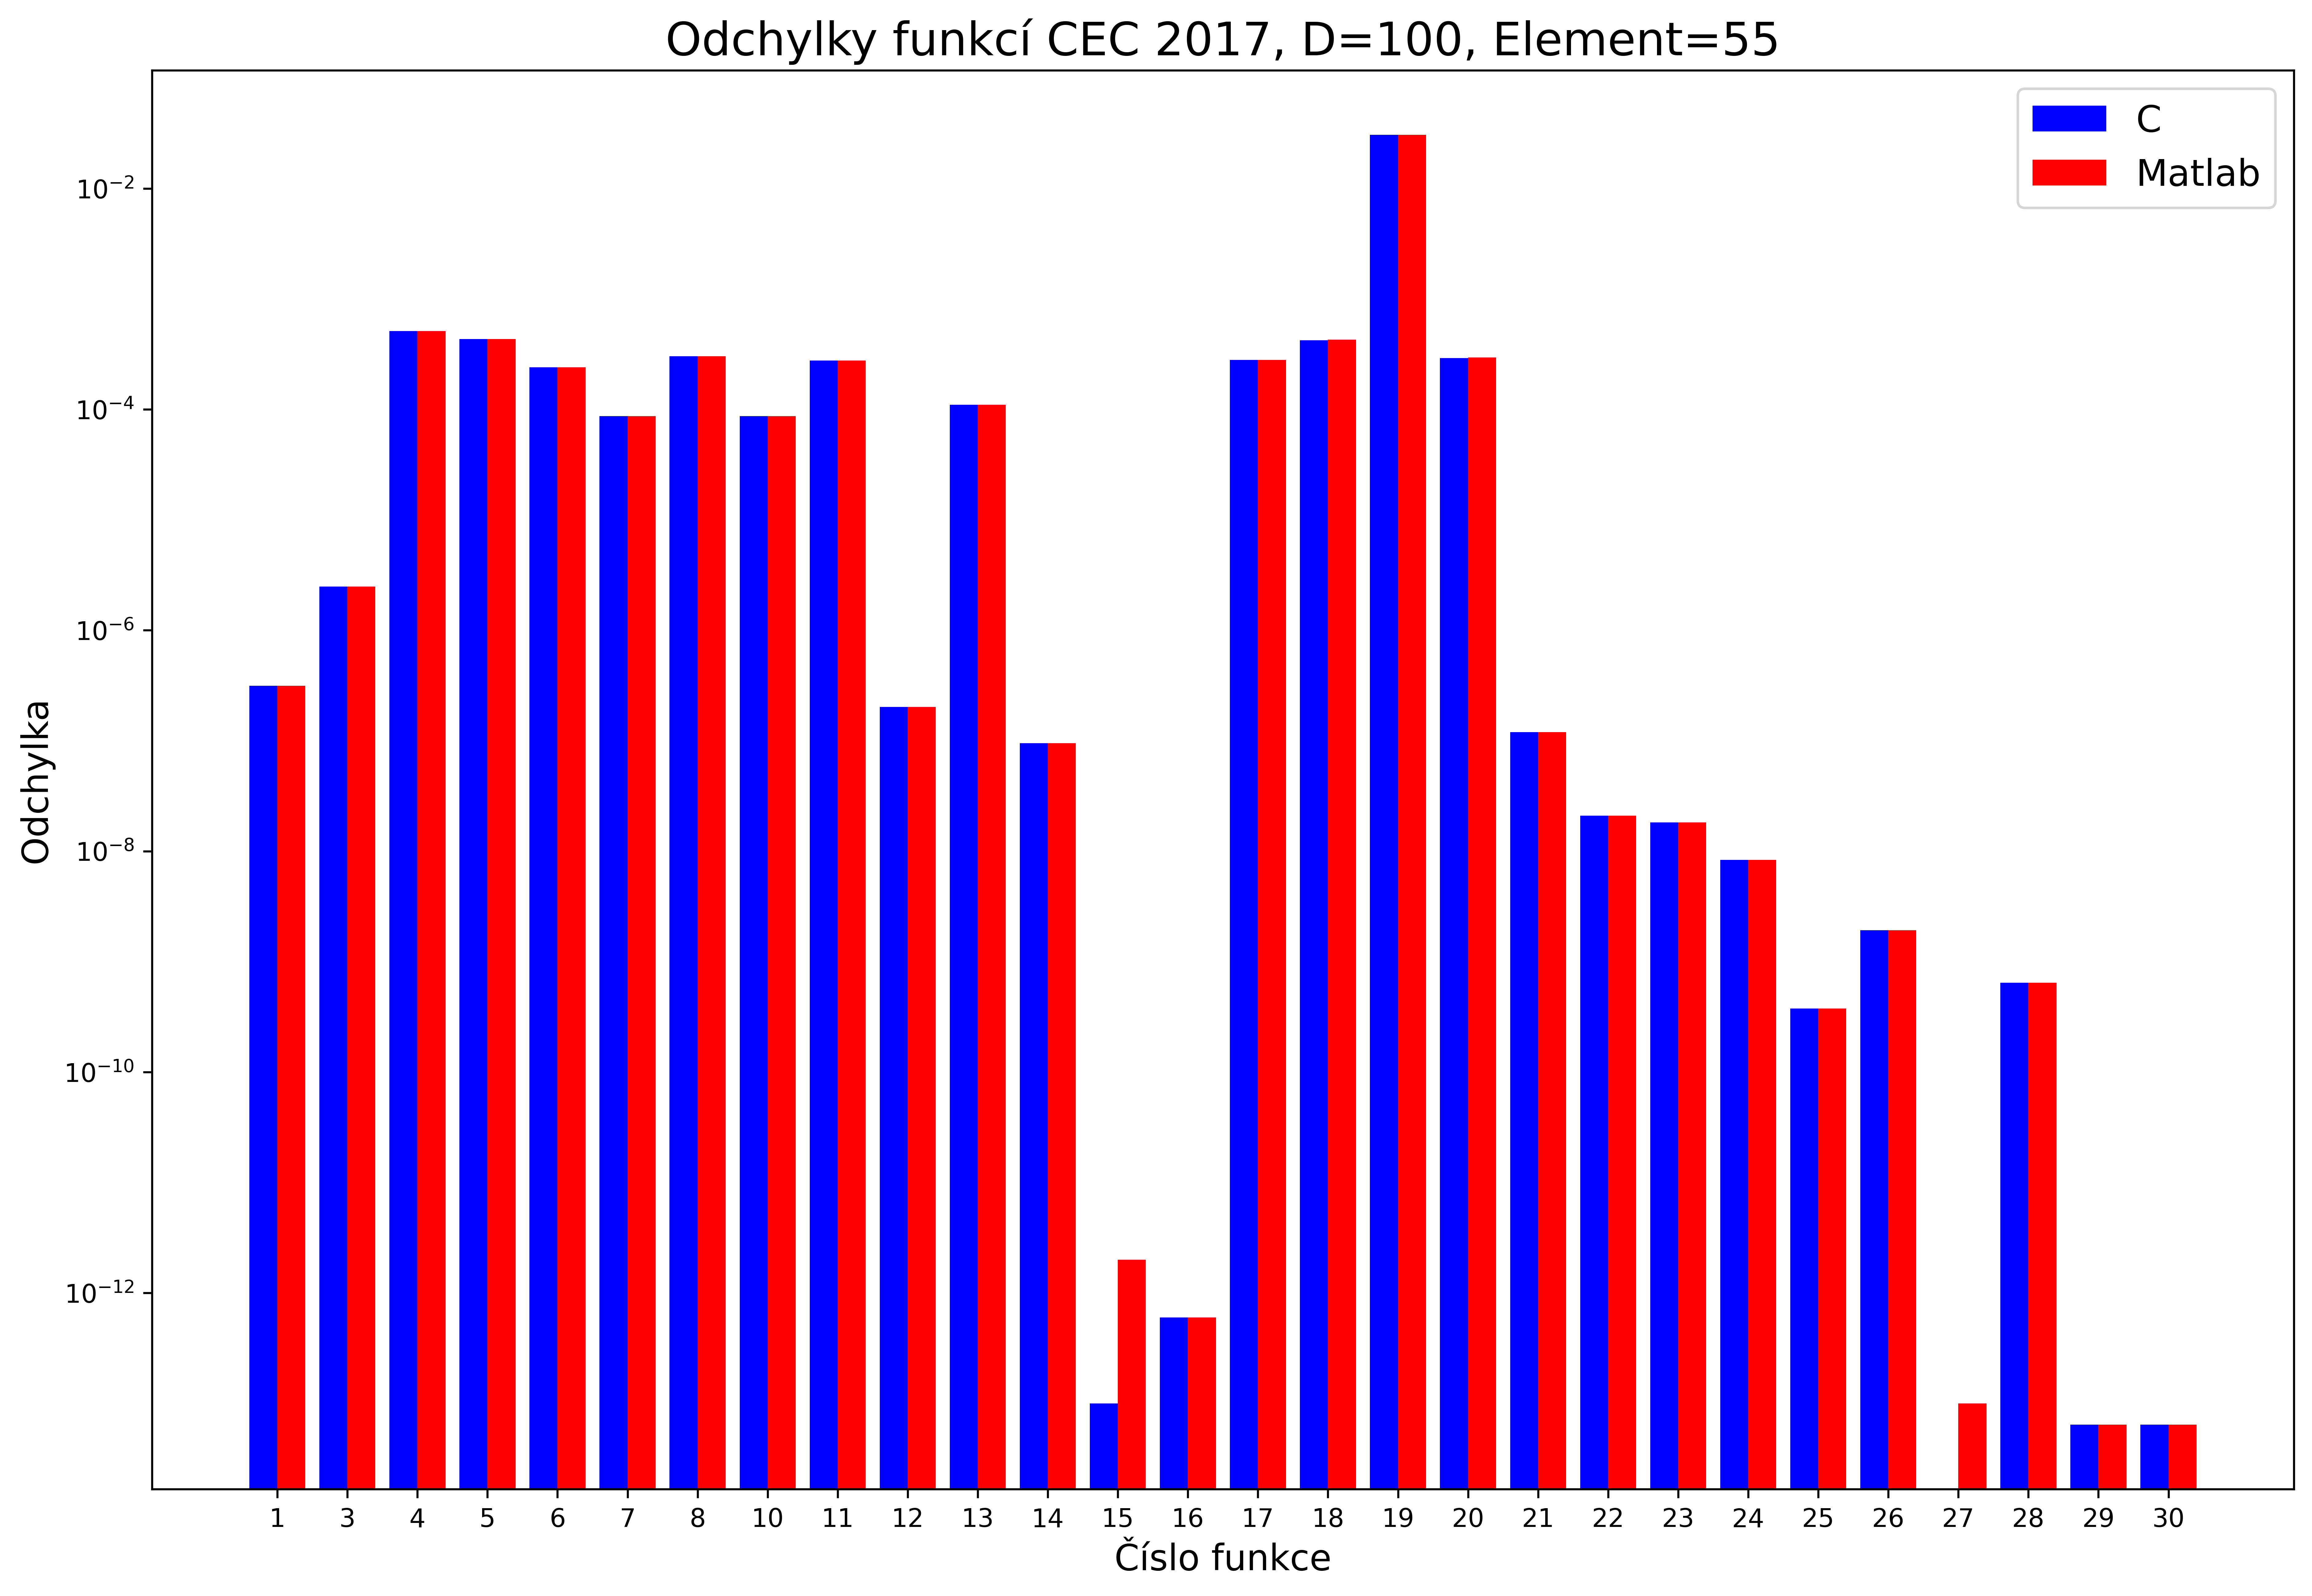 Odchylky funkcí CEC 2017, D=100, Element=55
C
Matlab
Odchylka
10⁻²
10⁻⁴
10⁻⁶
10⁻⁸
10⁻¹⁰
10⁻¹²
1 3 4 5 6 7 8 10 11 12 13 14 15 16 17 18 19 20 21 22 23 24 25 26 27 28 29 30
Číslo funkce